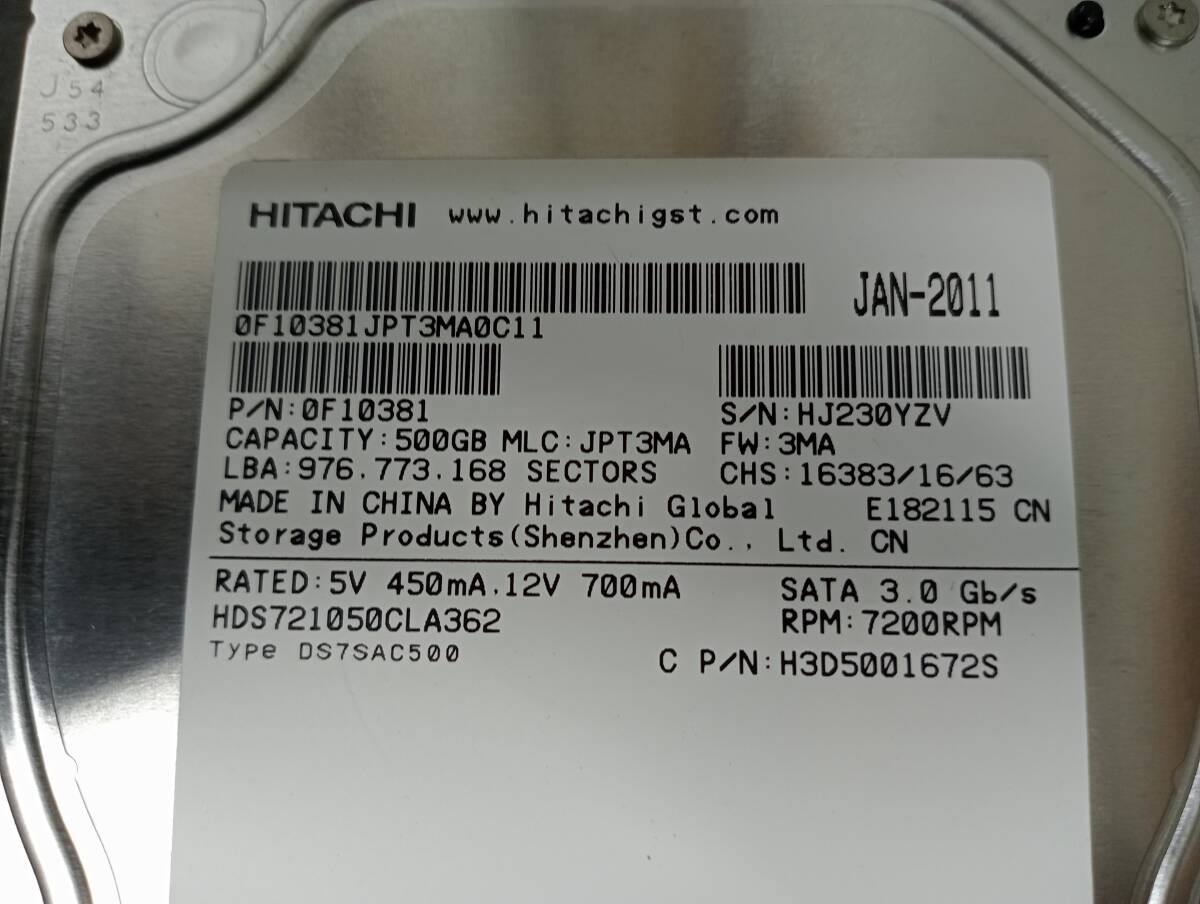 J54
533
HITACHI www.hitachigst.com
JAN-2011
0F10381JPT3MA0C11
P/N:0F10381 S/N:HJ230YZV
CAPACITY:500GB MLC:JPT3MA FW:3MA
LBA:976.773.168 SECTORS CHS:16383/16/63
MADE IN CHINA BY Hitachi Global E182115 CN
Storage Products(Shenzhen)Co., Ltd. CN
RATED:5V 450mA,12V 700mA SATA 3.0 Gb/s
HDS721050CLA362 RPM:7200RPM
Type DS7SAC500
C P/N:H3D5001672S